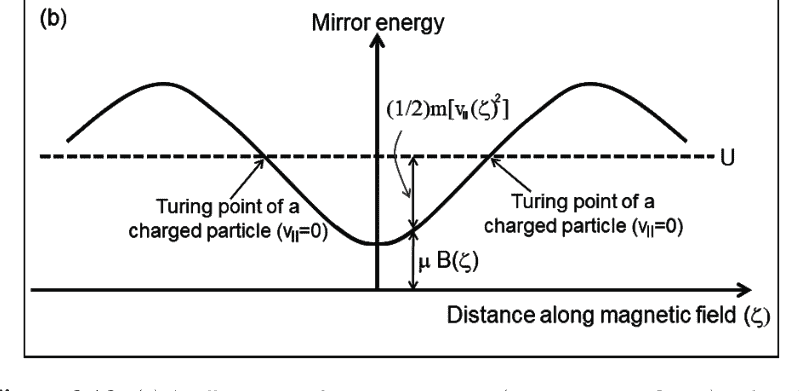 (b)
Mirror energy
(1/2)m[v||(ζ)²]
U
Turing point of a
charged particle (v||=0)
Turing point of a
charged particle (v||=0)
μ B(ζ)
Distance along magnetic field (ζ)